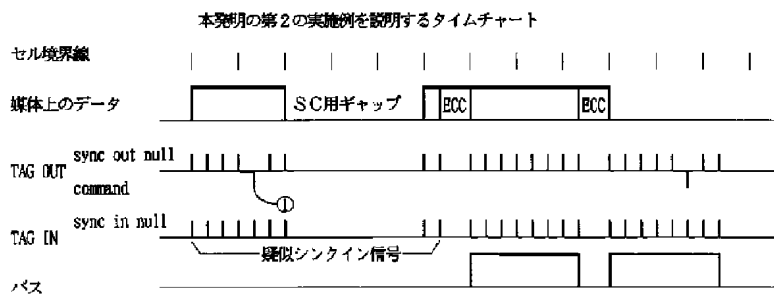 本発明の第2の実施例を説明するタイムチャート
セル境界線
媒体上のデータ SC用ギャップ ECC ECC
TAG OUT sync out null
command
①
TAG IN sync in null
疑似シンクイン信号
バス